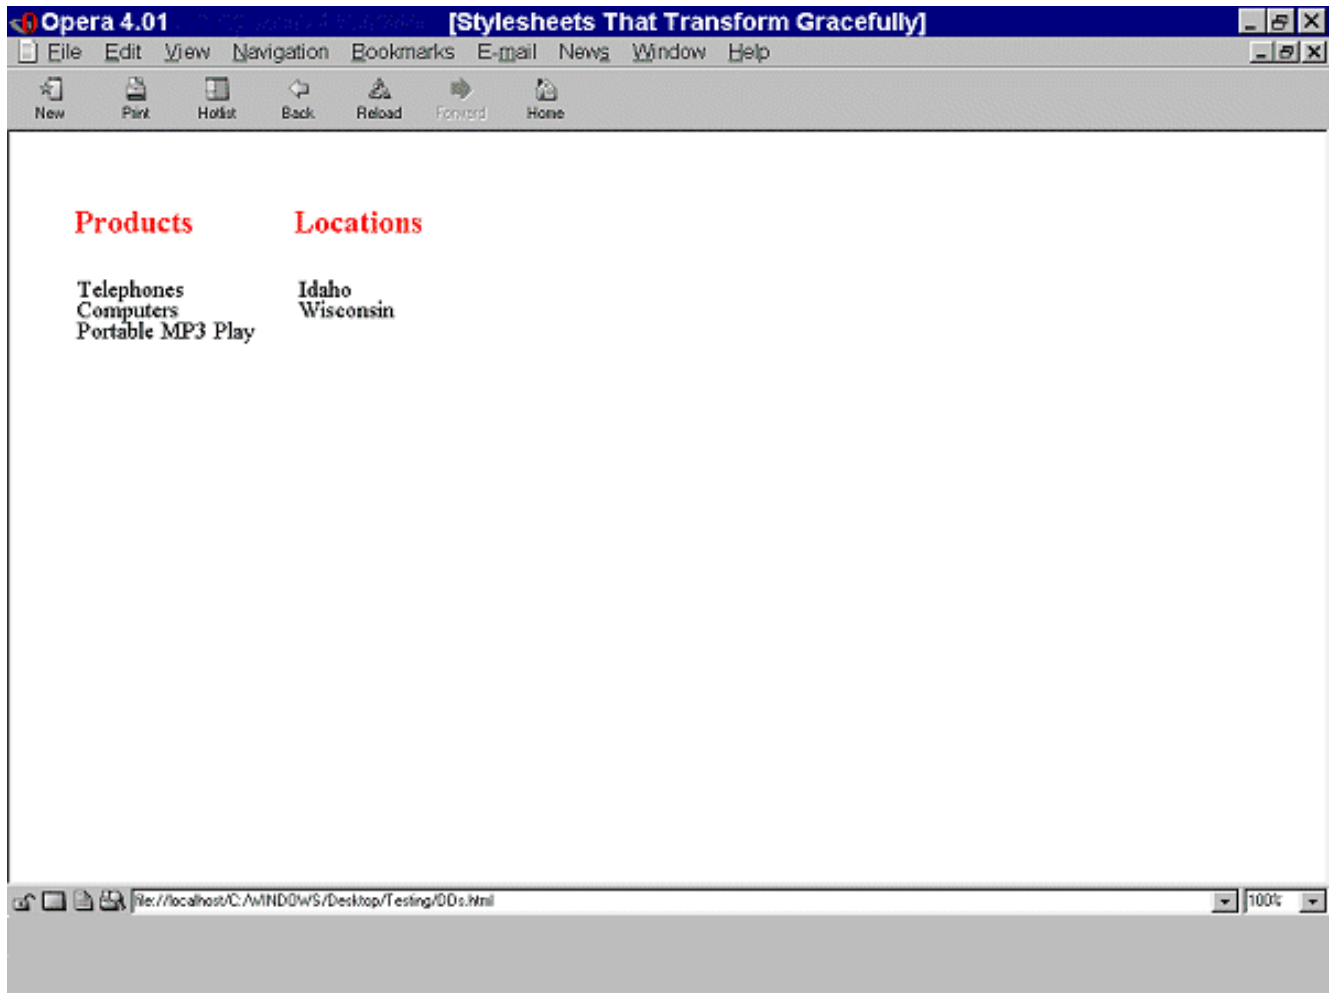 Opera 4.01 [Stylesheets That Transform Gracefully]
File Edit View Navigation Bookmarks E-mail News Window Help
New Print Hotlist Back Reload Forward Home
Products Locations
Telephones Idaho
Computers Wisconsin
Portable MP3 Play
file://localhost/C:/WINDOWS/Desktop/Testing/DDs.html 100%